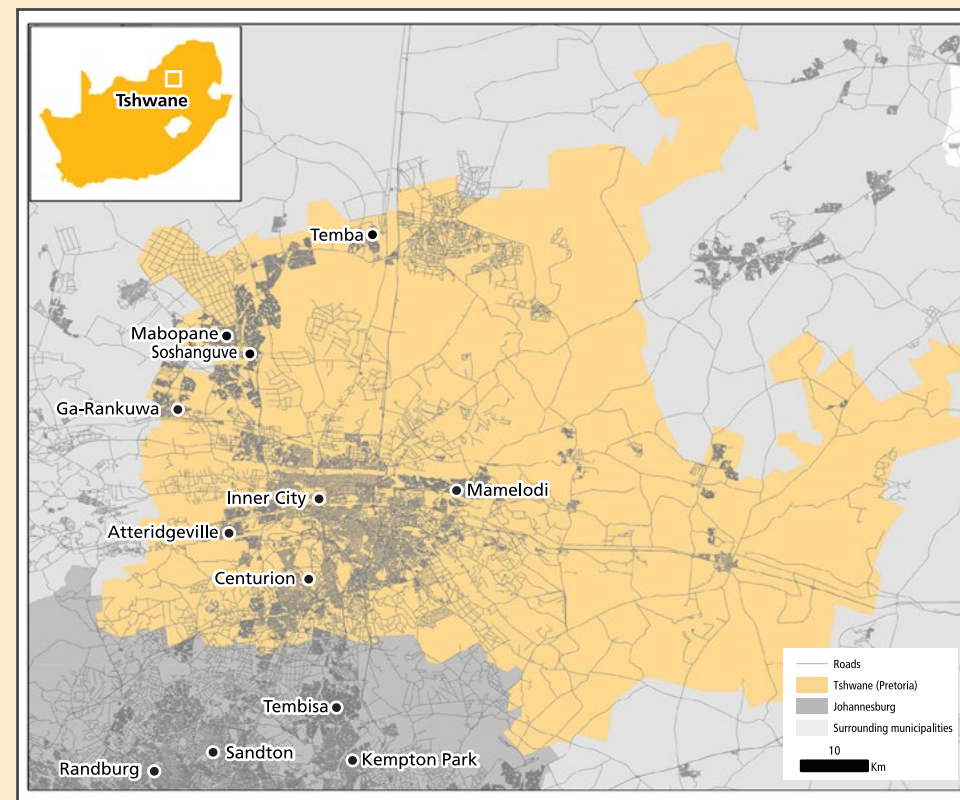 Tshwane
Temba
Mabopane
Soshanguve
Ga-Rankuwa
Inner City
Mamelodi
Atteridgeville
Centurion
Tembisa
Sandton
Kempton Park
Randburg
Roads
Tshwane (Pretoria)
Johannesburg
Surrounding municipalities
10
Km